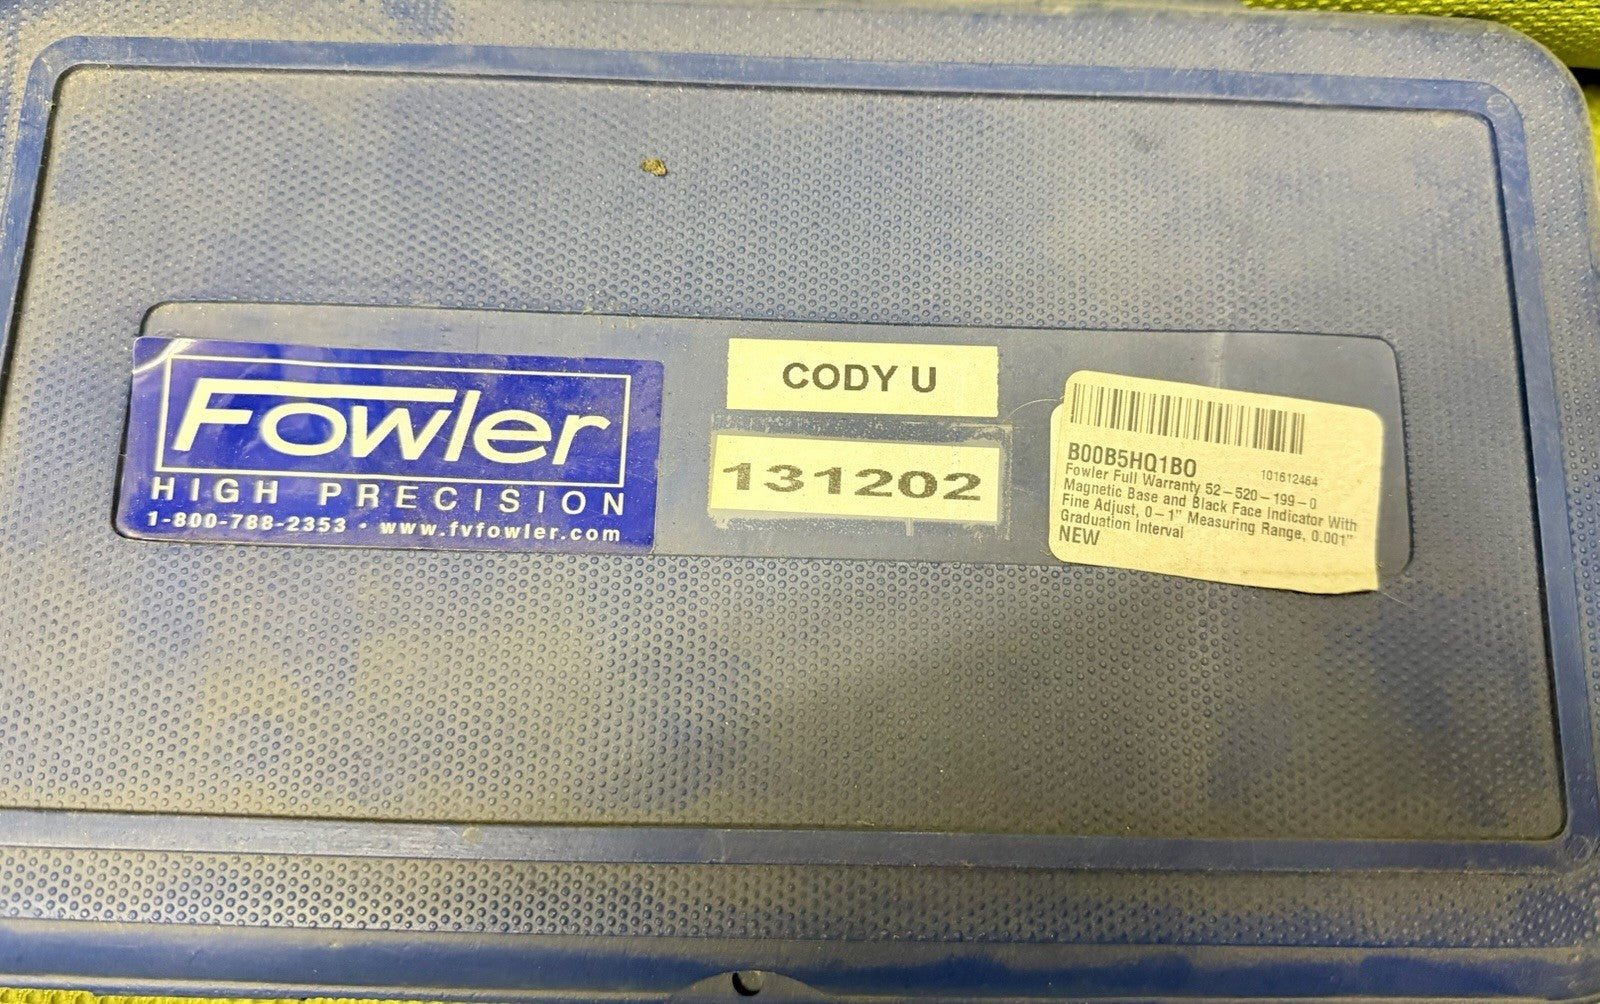 Fowler
HIGH PRECISION
1-800-788-2353 • www.fvfowler.com
CODY U
131202
B00B5HQ1BO
101612464
Fowler Full Warranty 52-520-199-0
Magnetic Base and Black Face Indicator With
Fine Adjust, 0-1" Measuring Range, 0.001"
Graduation Interval
NEW